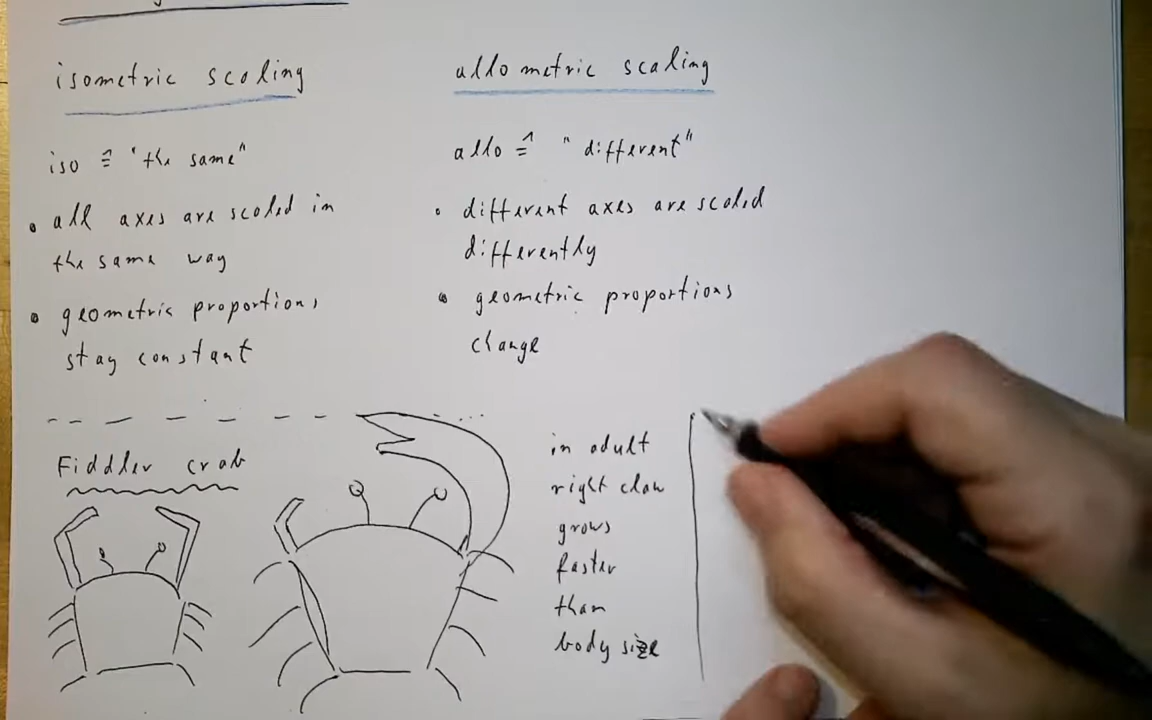 isometric scaling
iso ≙ "the same"
• all axes are scaled in
the same way
• geometric proportions
stay constant
allometric scaling
allo ≙ "different"
• different axes are scaled
differently
• geometric proportions
change
Fiddler crab
in adult
right claw
grows
faster
than
body size